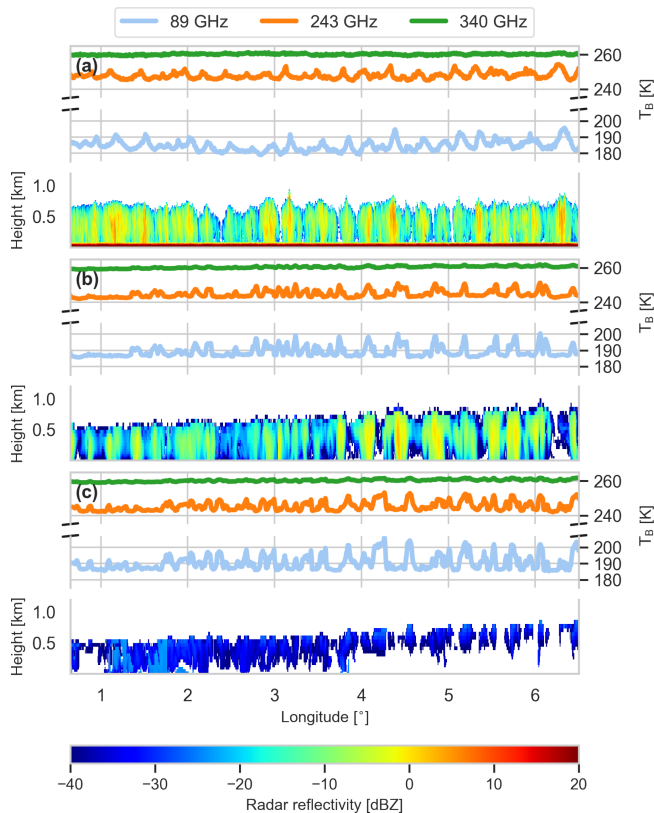 89 GHz 243 GHz 340 GHz
(a)
260
240
200
190
180
T_B [K]
1.0
0.5
Height [km]
(b)
260
240
200
190
180
T_B [K]
1.0
0.5
Height [km]
(c)
260
240
200
190
180
T_B [K]
1.0
0.5
Height [km]
1 2 3 4 5 6
Longitude [°]
−40 −30 −20 −10 0 10 20
Radar reflectivity [dBZ]